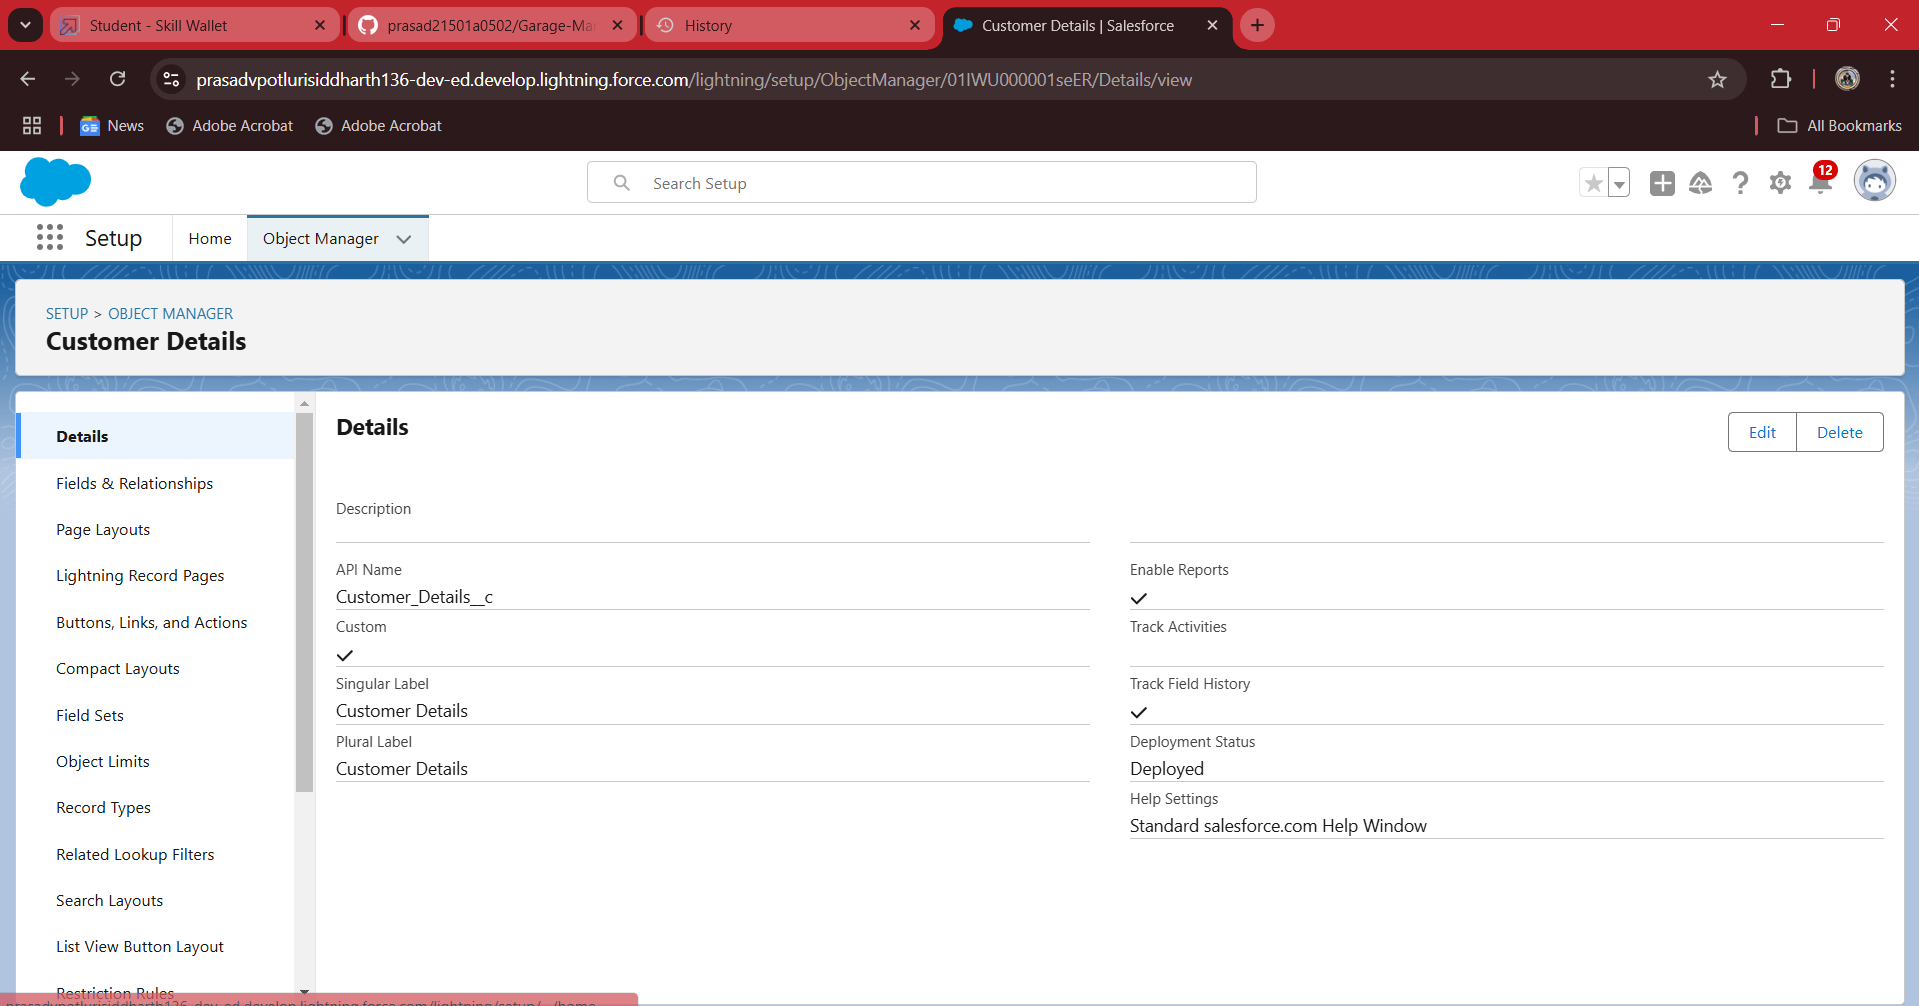 Student - Skill Wallet
prasad21501a0502/Garage-Ma
History
Customer Details | Salesforce
prasadvpotlurisiddharth136-dev-ed.develop.lightning.force.com/lightning/setup/ObjectManager/01IWU000001seER/Details/view
News
Adobe Acrobat
Adobe Acrobat
All Bookmarks
Search Setup
12
Setup
Home
Object Manager
SETUP > OBJECT MANAGER
Customer Details
Details
Fields & Relationships
Page Layouts
Lightning Record Pages
Buttons, Links, and Actions
Compact Layouts
Field Sets
Object Limits
Record Types
Related Lookup Filters
Search Layouts
List View Button Layout
Restriction Rules
Details
Edit
Delete
Description
API Name
Customer_Details__c
Custom
Singular Label
Customer Details
Plural Label
Customer Details
Enable Reports
Track Activities
Track Field History
Deployment Status
Deployed
Help Settings
Standard salesforce.com Help Window